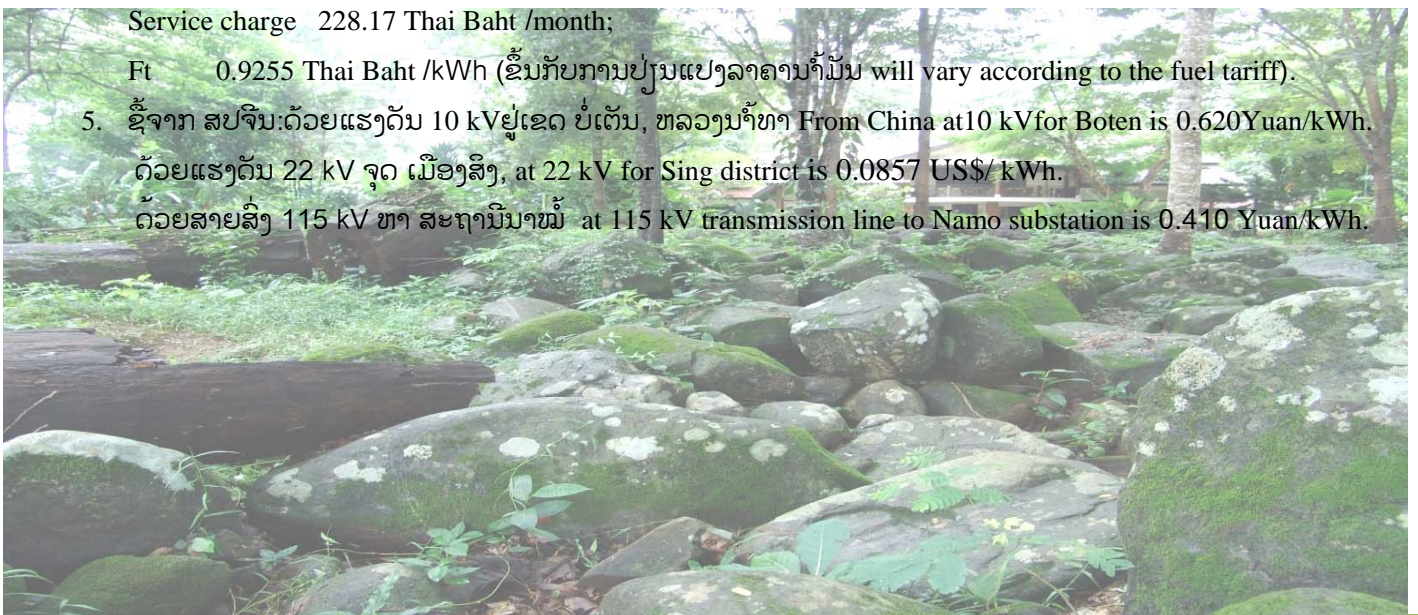 Service charge 228.17 Thai Baht /month;
Ft 0.9255 Thai Baht /kWh (ຂຶ້ນກັບການປ່ຽນແປງລາຄານ້ຳມັນ will vary according to the fuel tariff).
5. ຊື້ຈາກ ສປຈີນ:ດ້ວຍແຮງດັນ 10 kVຢູ່ເຂດ ບໍ່ເຕັນ, ຫລວງນ້ຳທາ From China at10 kVfor Boten is 0.620Yuan/kWh.
ດ້ວຍແຮງດັນ 22 kV ຈຸດ ເມືອງສິງ, at 22 kV for Sing district is 0.0857 US$/ kWh.
ດ້ວຍສາຍສົ່ງ 115 kV ຫາ ສະຖານີນາໝໍ້ at 115 kV transmission line to Namo substation is 0.410 Yuan/kWh.